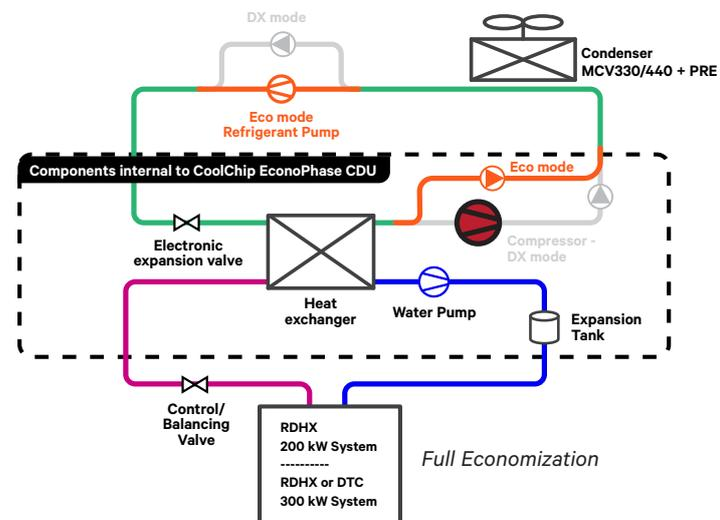 DX mode
Condenser
MCV330/440 + PRE
Eco mode
Refrigerant Pump
Components internal to CoolChip EconoPhase CDU
Eco mode
Electronic
expansion valve
Compressor -
DX mode
Heat
exchanger
Water Pump
Expansion
Tank
Control/
Balancing
Valve
RDHX
200 kW System
----------
RDHX or DTC
300 kW System
Full Economization